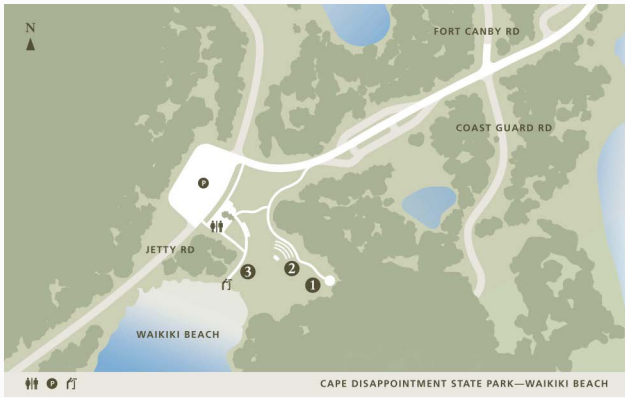 N
FORT CANBY RD
COAST GUARD RD
P
JETTY RD
3
2
1
WAIKIKI BEACH
P
CAPE DISAPPOINTMENT STATE PARK—WAIKIKI BEACH